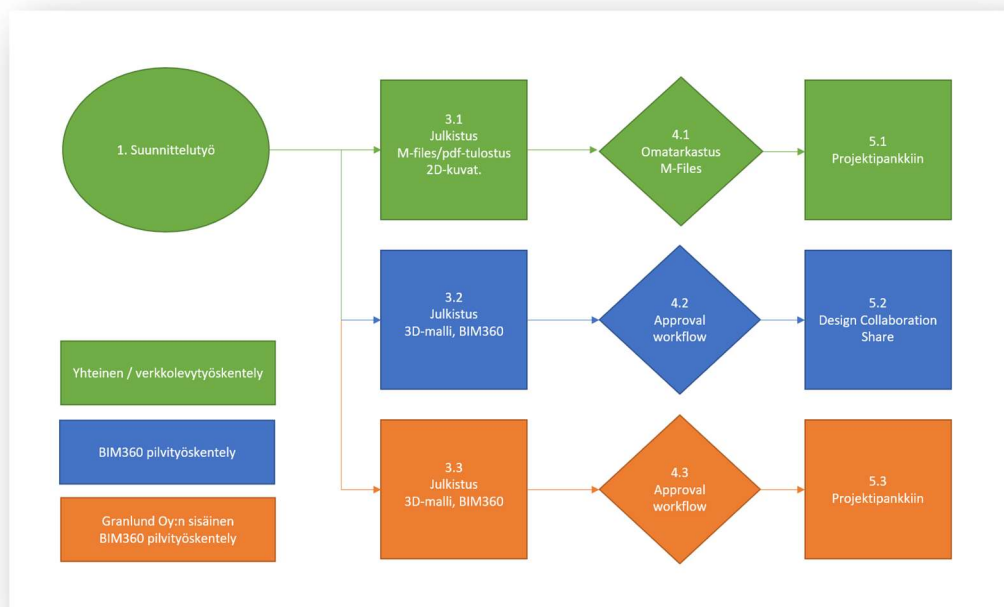 1. Suunnittelutyö
3.1
Julkistus
M-files/pdf-tulostus
2D-kuvat.
4.1
Omatarkastus
M-Files
5.1
Projektipankkiin
3.2
Julkistus
3D-malli, BIM360
4.2
Approval
workflow
5.2
Design Collaboration
Share
3.3
Julkistus
3D-malli, BIM360
4.3
Approval
workflow
5.3
Projektipankkiin
Yhteinen / verkkolevytyöskentely
BIM360 pilvityöskentely
Granlund Oy:n sisäinen
BIM360 pilvityöskentely